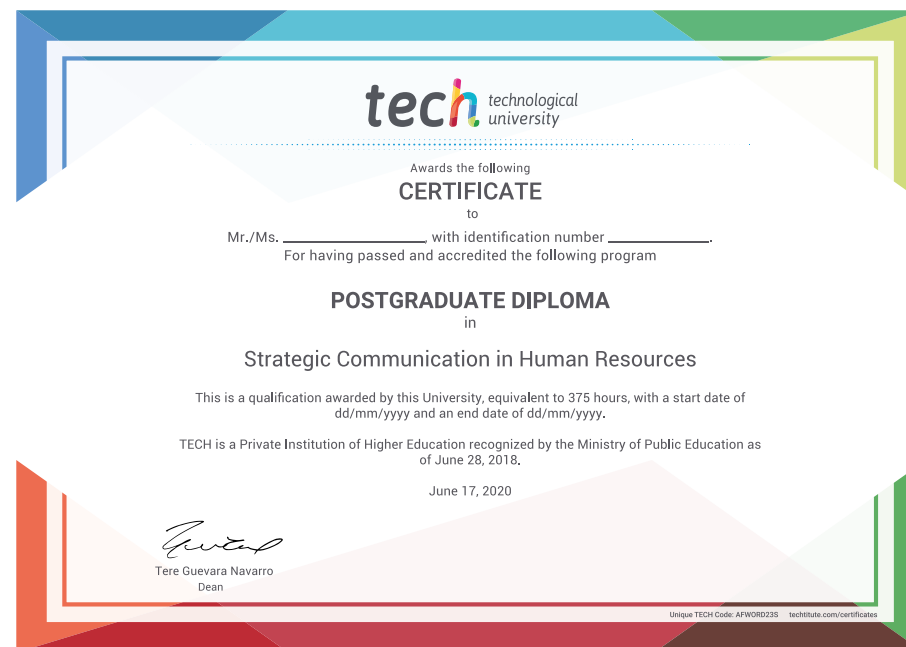 tech technological
university
Awards the following
CERTIFICATE
to
Mr./Ms. ____________________, with identification number ______________.
For having passed and accredited the following program
POSTGRADUATE DIPLOMA
in
Strategic Communication in Human Resources
This is a qualification awarded by this University, equivalent to 375 hours, with a start date of
dd/mm/yyyy and an end date of dd/mm/yyyy.
TECH is a Private Institution of Higher Education recognized by the Ministry of Public Education as
of June 28, 2018.
June 17, 2020
Tere Guevara Navarro
Dean
Unique TECH Code: AFWORD23S techtitute.com/certificates